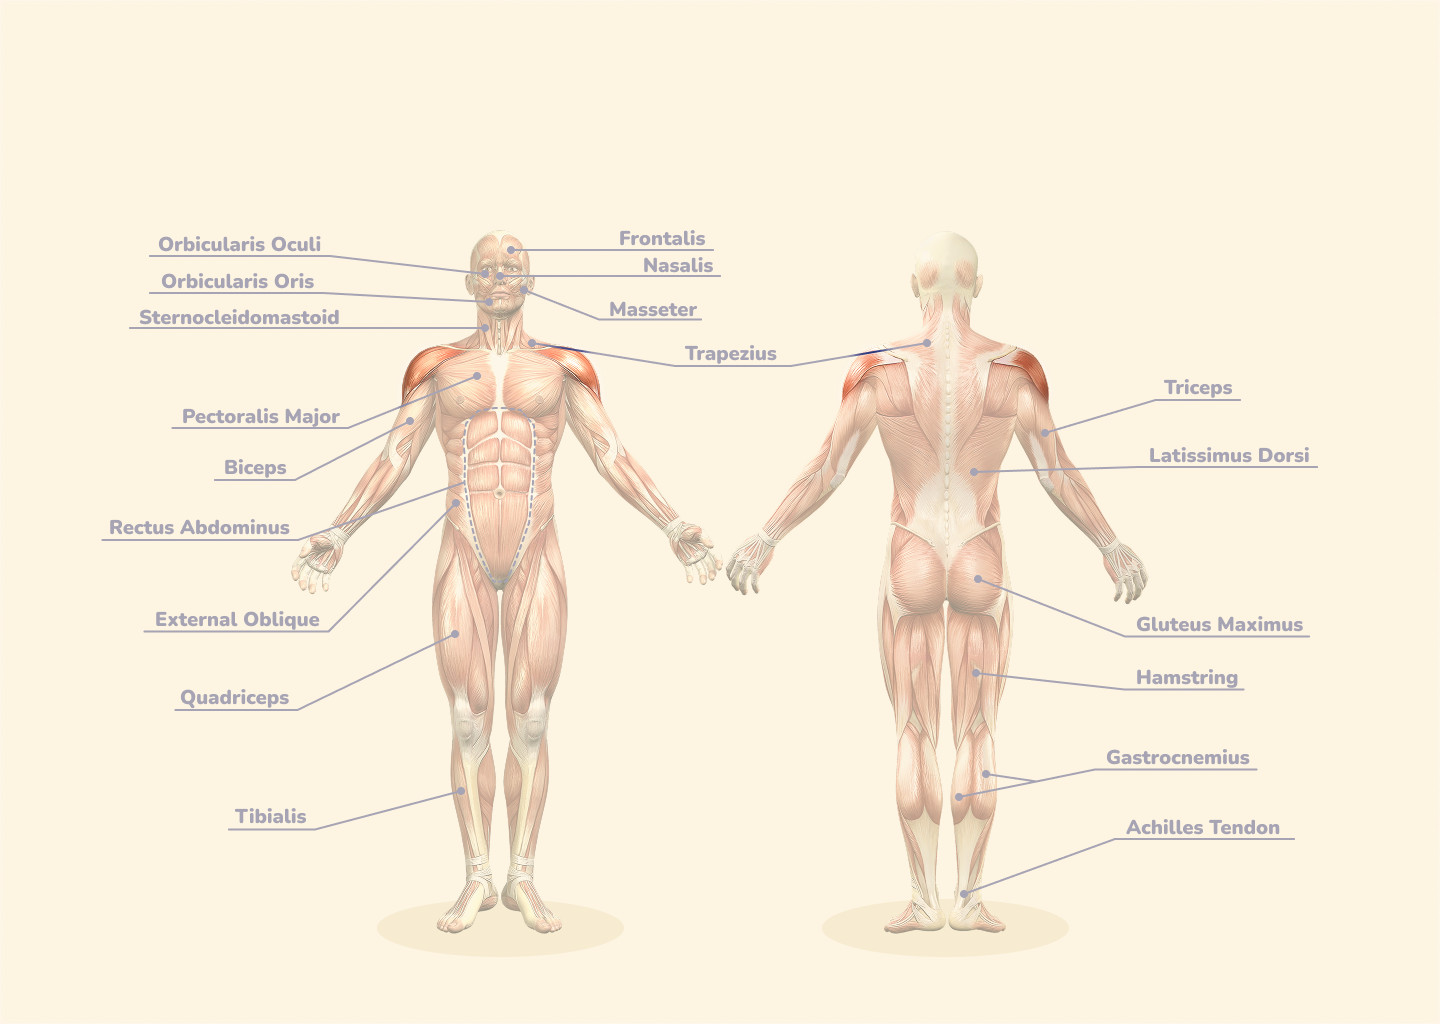 Orbicularis Oculi
Frontalis
Nasalis
Orbicularis Oris
Masseter
Sternocleidomastoid
Trapezius
Triceps
Pectoralis Major
Latissimus Dorsi
Biceps
Rectus Abdominus
External Oblique
Gluteus Maximus
Hamstring
Quadriceps
Gastrocnemius
Tibialis
Achilles Tendon